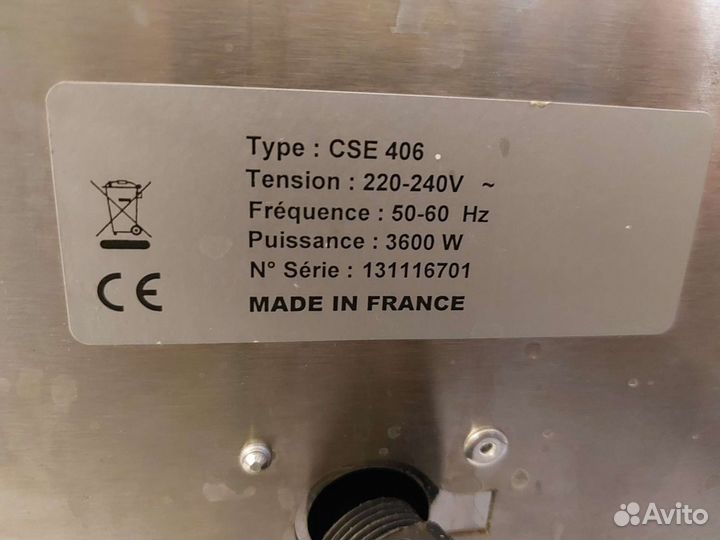 Type : CSE 406
Tension : 220-240V ~
Fréquence : 50-60 Hz
Puissance : 3600 W
N° Série : 131116701
CE
MADE IN FRANCE
Avito